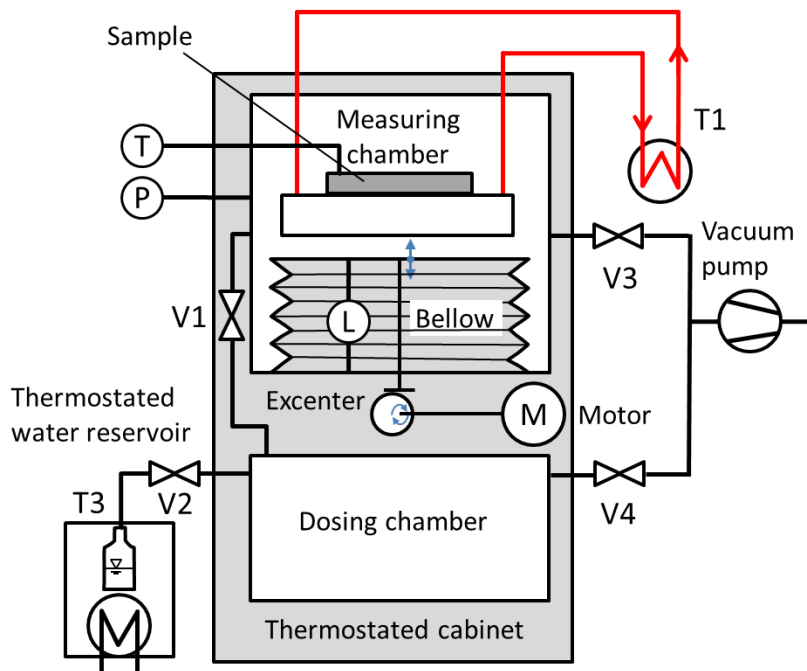 Sample
T1
Measuring
chamber
T
P
Vacuum
pump
V3
V1
L
Bellow
Excenter
M
Motor
Thermostated
water reservoir
T3
V2
V4
Dosing chamber
Thermostated cabinet